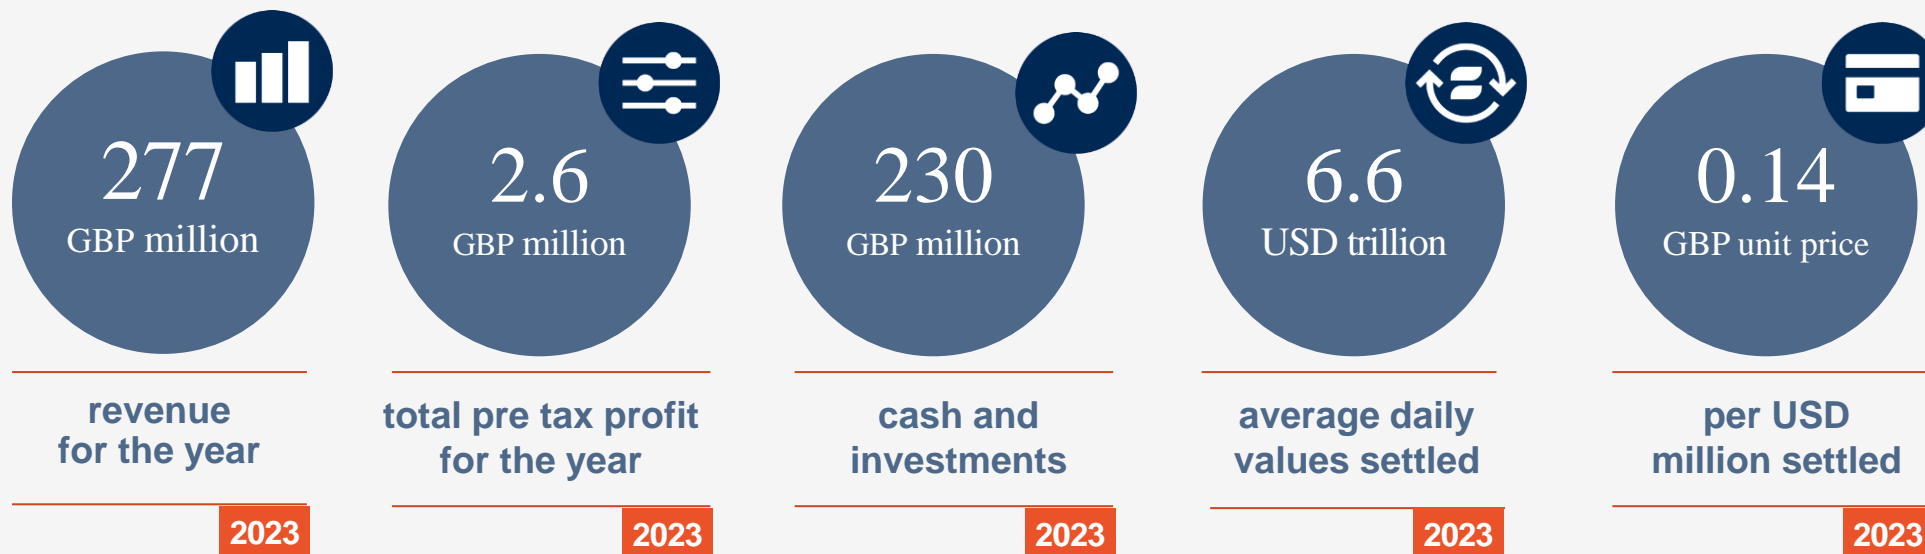 277
GBP million
revenue
for the year
2023
2.6
GBP million
total pre tax profit
for the year
2023
230
GBP million
cash and
investments
2023
6.6
USD trillion
average daily
values settled
2023
0.14
GBP unit price
per USD
million settled
2023